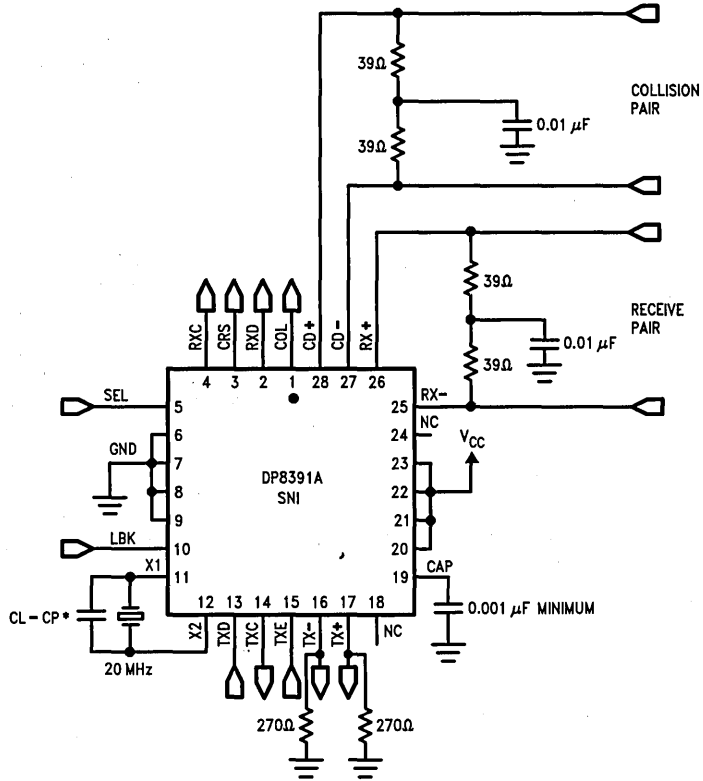 39Ω
COLLISION
PAIR
0.01 μF
39Ω
39Ω
RECEIVE
PAIR
0.01 μF
39Ω
RXC
CRS
RXD
COL
CD+
CD-
RX+
4 3 2 1 28 27 26
SEL
5
25
RX-
6
24
NC
VCC
GND
7
23
8
22
DP8391A
SNI
9
21
LBK
10
20
X1
11
19
CAP
CL-CP*
12 13 14 15 16 17 18
0.001 μF MINIMUM
X2
TXD
TXC
TXE
TX-
TX+
NC
20 MHz
270Ω
270Ω